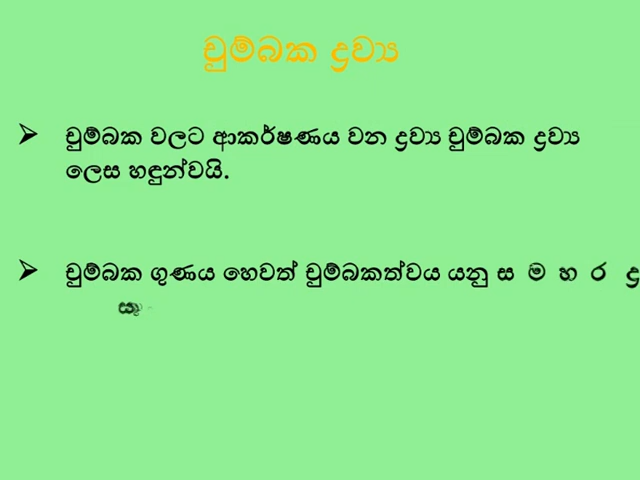 චුම්බක ද්‍රව්‍ය
➤ චුම්බක වලට ආකර්ෂණය වන ද්‍රව්‍ය චුම්බක ද්‍රව්‍ය
ලෙස හඳුන්වයි.
➤ චුම්බක ගුණය හෙවත් චුම්බකත්වය යනු ස ම හ ර ද්‍ර